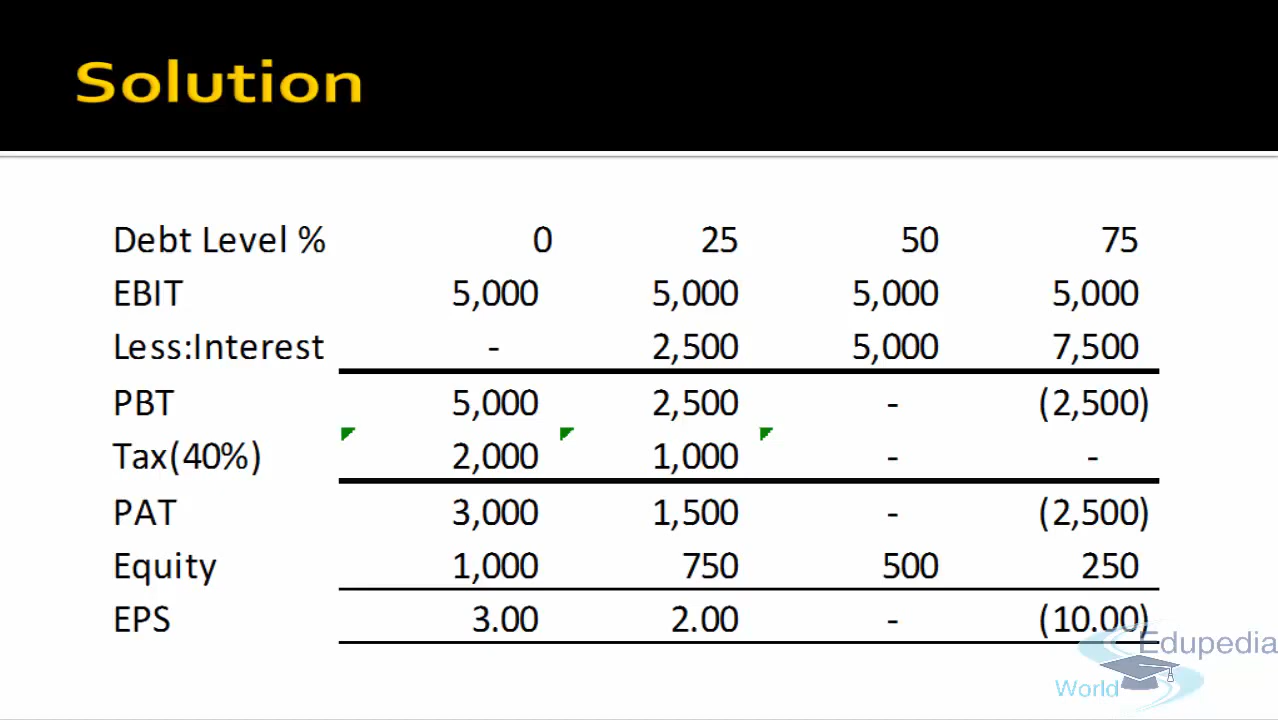 Solution
Debt Level % 0 25 50 75
EBIT 5,000 5,000 5,000 5,000
Less:Interest - 2,500 5,000 7,500
PBT 5,000 2,500 - (2,500)
Tax(40%) 2,000 1,000 - -
PAT 3,000 1,500 - (2,500)
Equity 1,000 750 500 250
EPS 3.00 2.00 - (10.00)
Edupedia
World